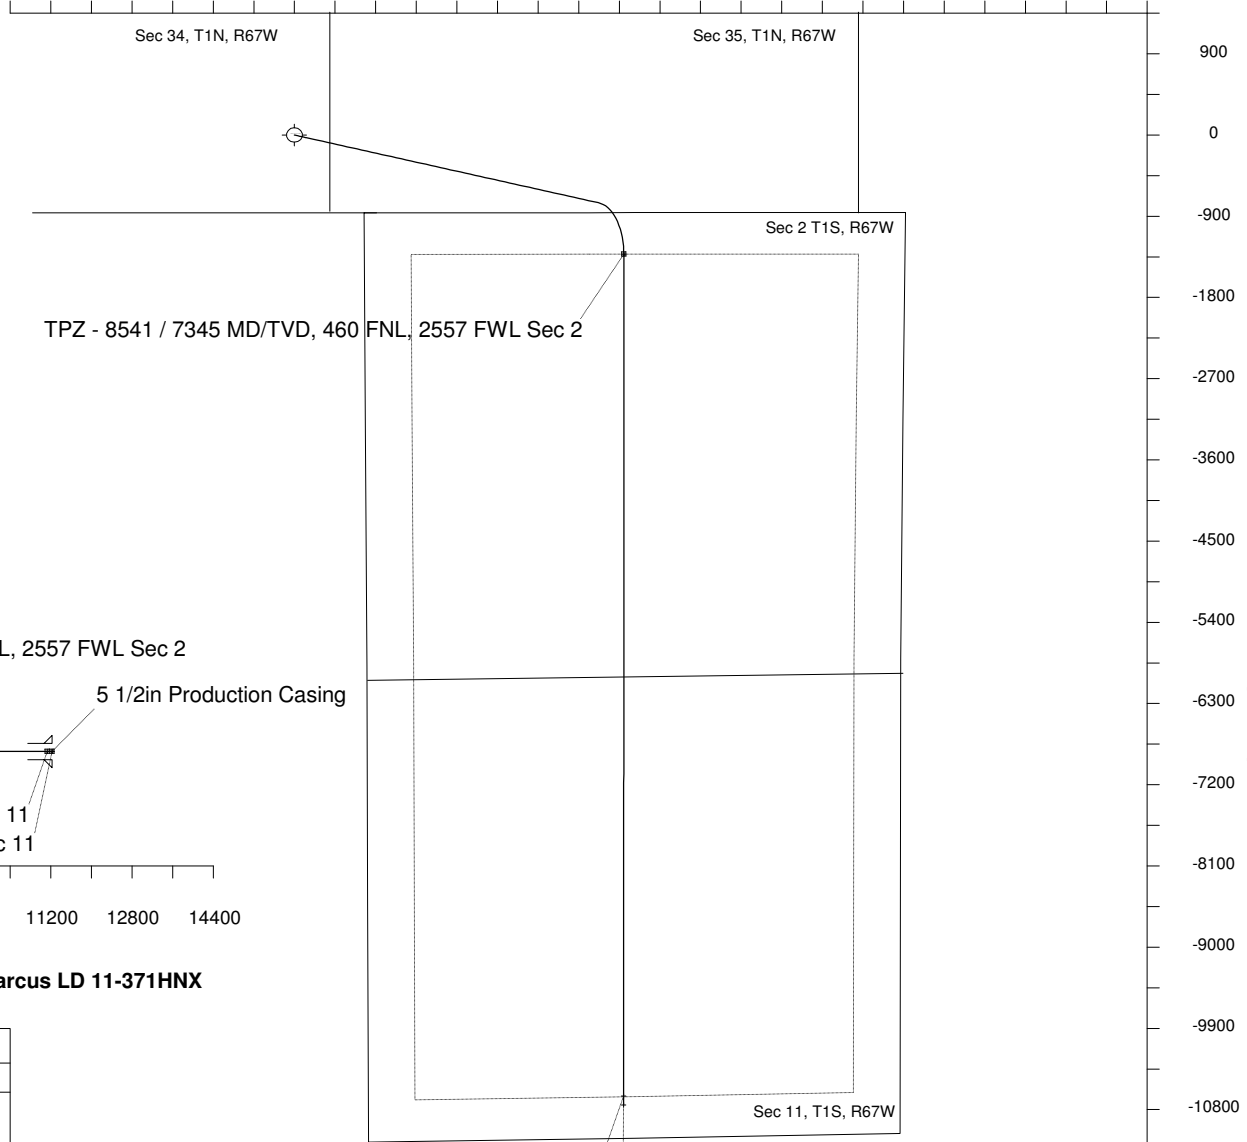 Sec 34, T1N, R67W
Sec 35, T1N, R67W
900
0
-900
Sec 2 T1S, R67W
-1800
TPZ - 8541 / 7345 MD/TVD, 460 FNL, 2557 FWL Sec 2
-2700
-3600
-4500
-5400
L, 2557 FWL Sec 2
5 1/2in Production Casing
-6300
-7200
11
c 11
-8100
11200 12800 14400
-9000
arcus LD 11-371HNX
-9900
Sec 11, T1S, R67W
-10800